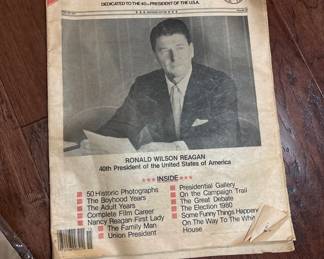 DEDICATED TO THE 40TH PRESIDENT OF THE U.S.A.
RONALD WILSON REAGAN
40th President of the United States of America
INSIDE
50 Historic Photographs
The Boyhood Years
The Adult Years
Complete Film Career
Nancy Reagan First Lady
The Family Man
Union President
Presidential Gallery
On the Campaign Trail
The Great Debate
The Election 1980
Some Funny Things Happen
On The Way To The Whi
House